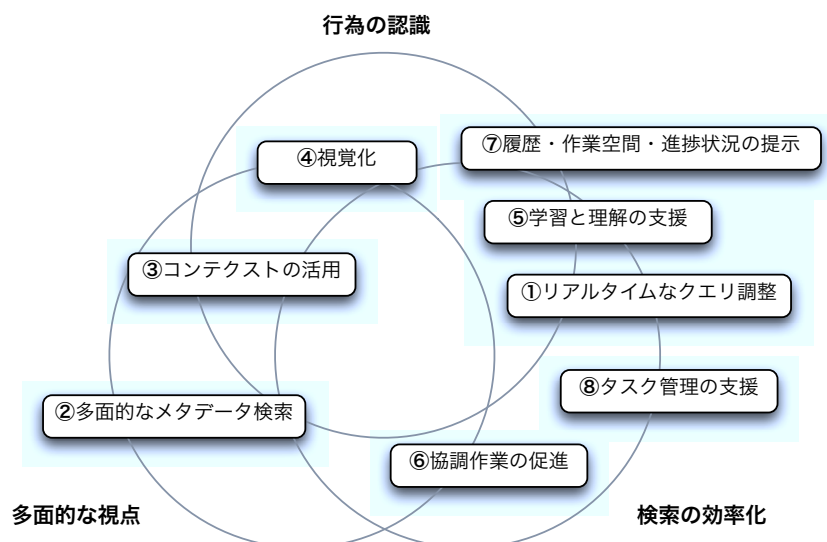 行為の認識
⑦履歴・作業空間・進捗状況の提示
④視覚化
⑤学習と理解の支援
③コンテクストの活用
①リアルタイムなクエリ調整
⑧タスク管理の支援
②多面的なメタデータ検索
⑥協調作業の促進
多面的な視点
検索の効率化